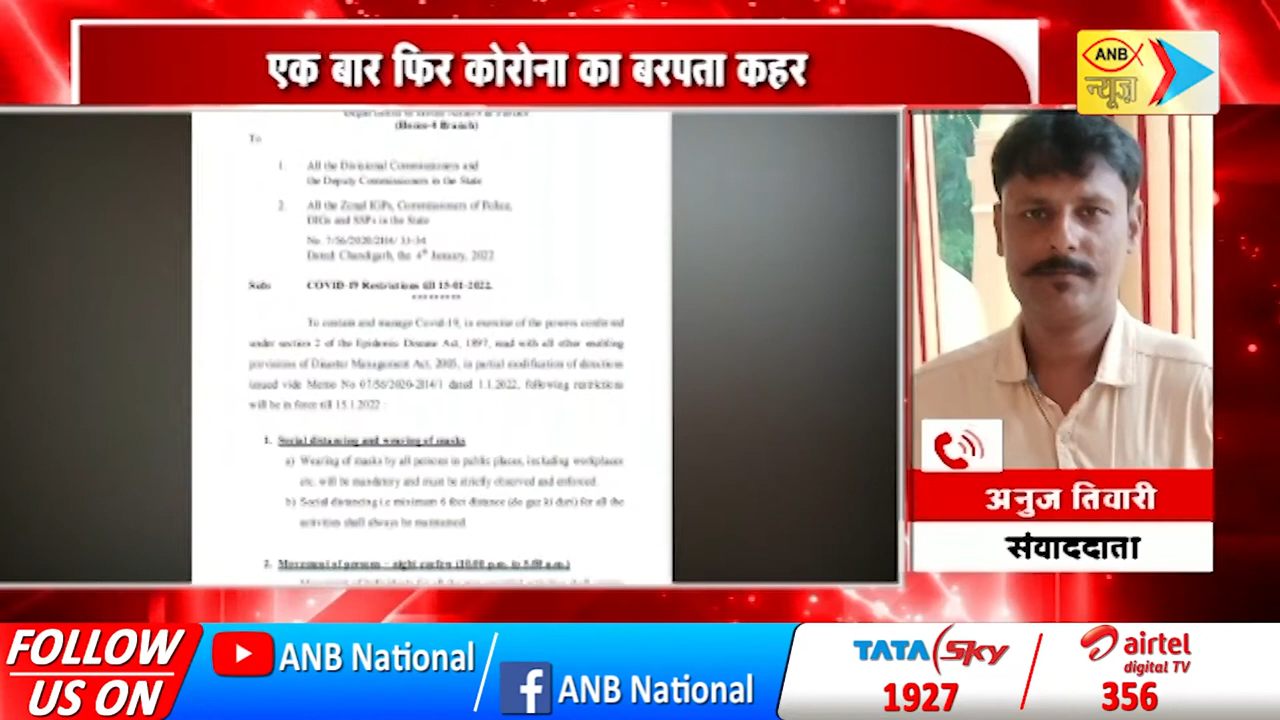 एक बार फिर कोरोना का बरपता कहर
ANB
न्यूज़
(Home-4 Branch)
To
1. All the Divisional Commissioners and
the Deputy Commissioners in the State
2. All the Zonal IGPs, Commissioners of Police,
DIGs and SSPs in the State
No. 7/56/2020/2H4/
Dated Chandigarh, the 4th January, 2022
Sub: COVID-19 Restrictions till 15-01-2022.
*********
To contain and manage Covid-19, in exercise of the powers conferred
under section 2 of the Epidemic Disease Act, 1897, read with all other enabling
provisions of Disaster Management Act, 2005, in partial modification of directions
issued vide Memo No 07/56/2020-2H4/1 dated 1.1.2022, following restrictions
will be in force till 15.1.2022 :
1. Social distancing and wearing of masks
a) Wearing of masks by all persons in public places, including workplaces
etc. will be mandatory and must be strictly observed and enforced.
b) Social distancing i.e minimum 6 feet distance (do gaz ki duri) for all the
activities shall always be maintained.
2. Movement of persons – night curfew (10.00 p.m. to 5.00 a.m.)
अनुज तिवारी
संवाददाता
FOLLOW
US ON
ANB National
ANB National
TATA Sky
1927
airtel
digital TV
356